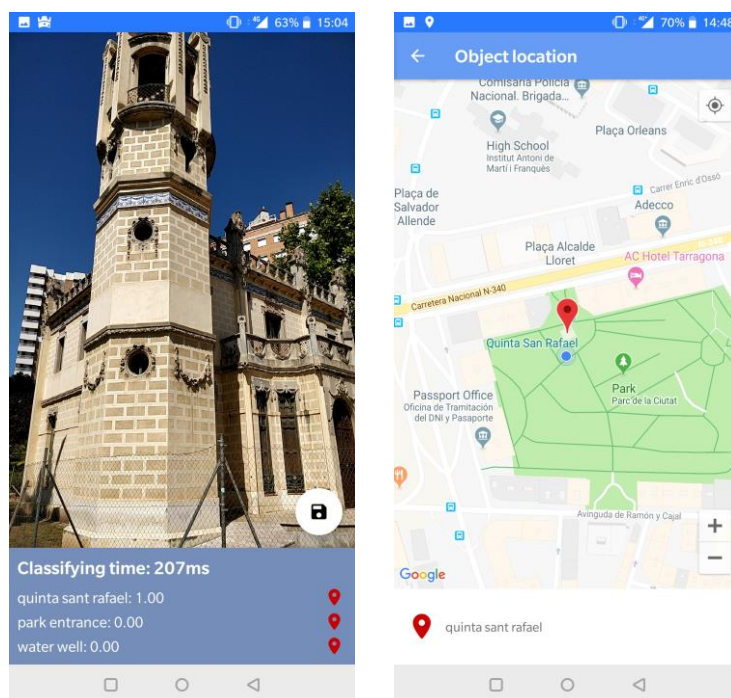 63% 15:04
Classifying time: 207ms
quinta sant rafael: 1.00
park entrance: 0.00
water well: 0.00
70% 14:48
Object location
Comisaría Policía
Nacional. Brigada...
High School
Institut Antoni de
Martí i Franquès
Plaça Orleans
Plaça de
Salvador
Allende
Carrer Enric d'Ossó
Adecco
Plaça Alcalde
Lloret
N-340
AC Hotel Tarragona
Carretera Nacional N-340
Quinta San Rafael
Park
Parc de la Ciutat
Passport Office
Oficina de Tramitación
del DNI y Pasaporte
Avinguda de Ramón y Cajal
+
−
Google
quinta sant rafael